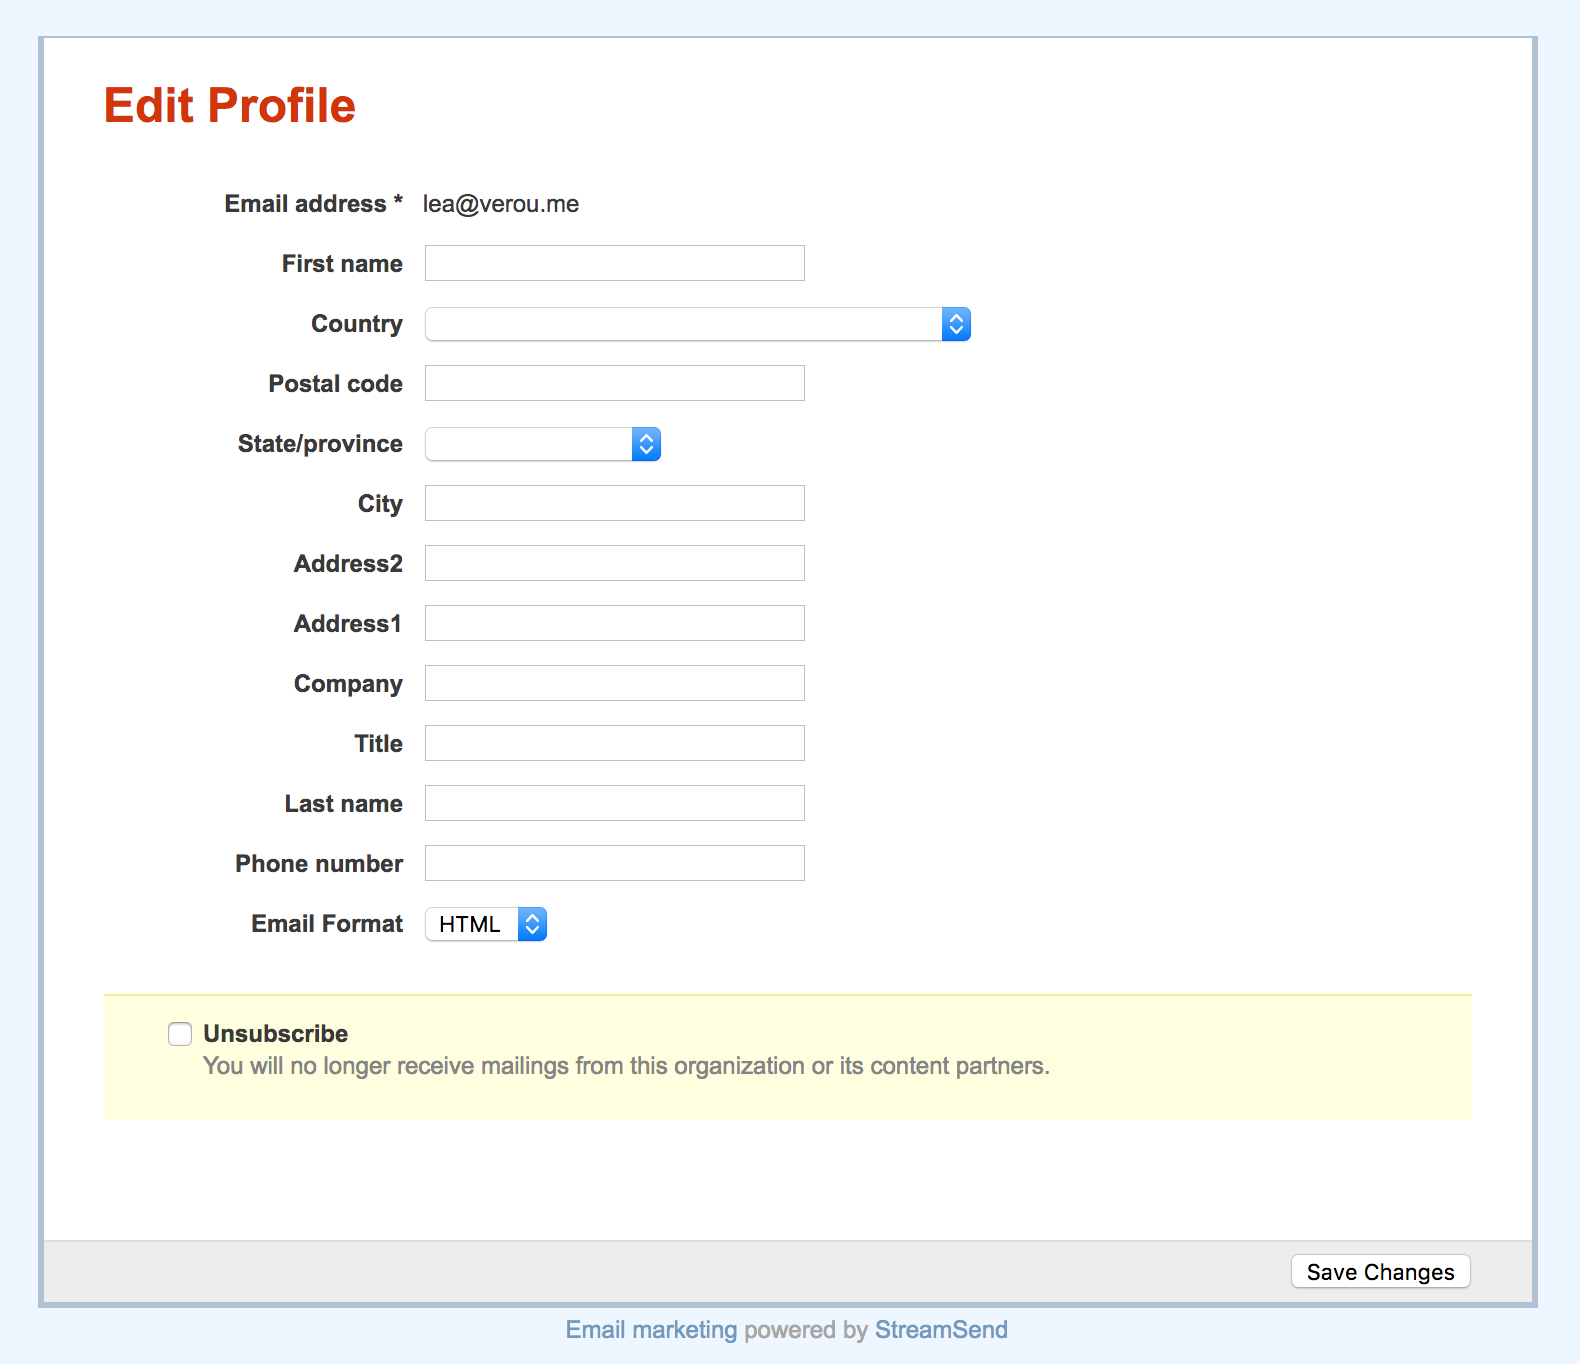 Edit Profile
Email address * lea@verou.me
First name
Country
Postal code
State/province
City
Address2
Address1
Company
Title
Last name
Phone number
Email Format HTML
Unsubscribe
You will no longer receive mailings from this organization or its content partners.
Save Changes
Email marketing powered by StreamSend